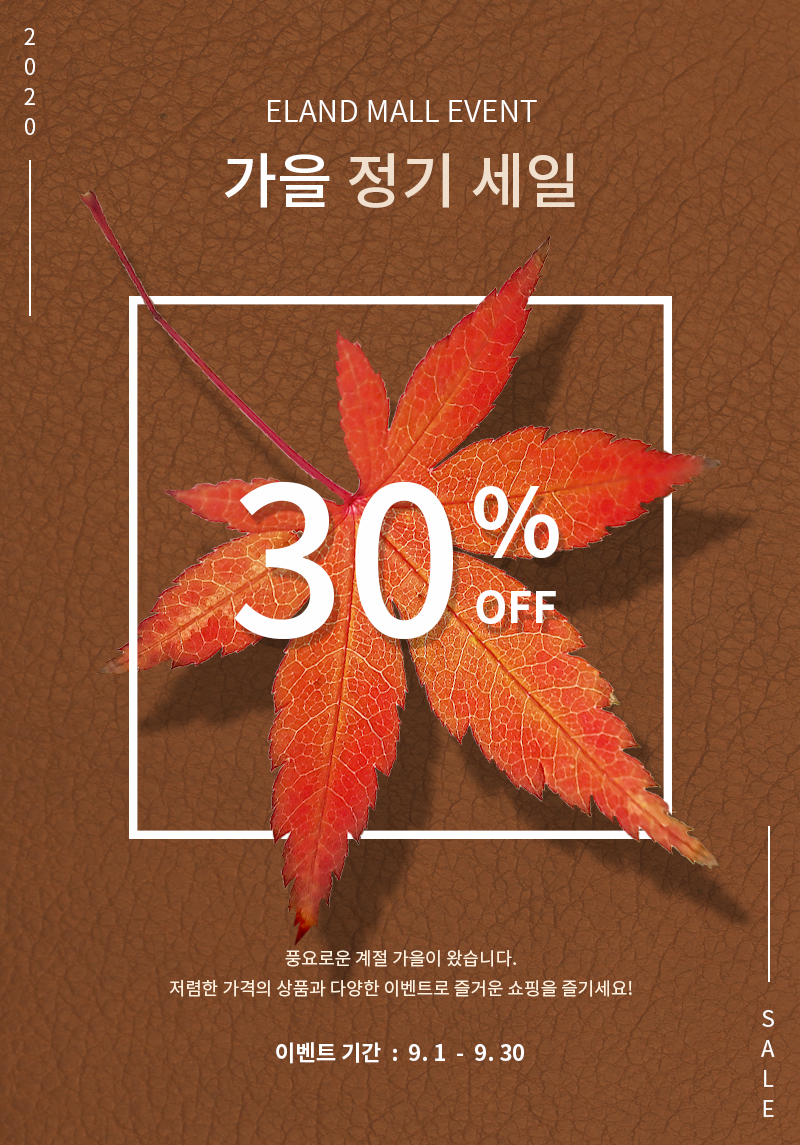 2020
ELAND MALL EVENT
가을 정기 세일
30%
OFF
풍요로운 계절 가을이 왔습니다.
저렴한 가격의 상품과 다양한 이벤트로 즐거운 쇼핑을 즐기세요!
이벤트 기간 : 9. 1 - 9. 30
SALE